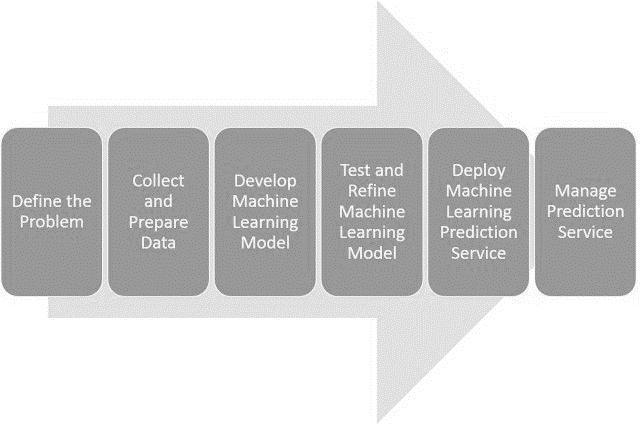 Define the
Problem
Collect
and
Prepare
Data
Develop
Machine
Learning
Model
Test and
Refine
Machine
Learning
Model
Deploy
Machine
Learning
Prediction
Service
Manage
Prediction
Service